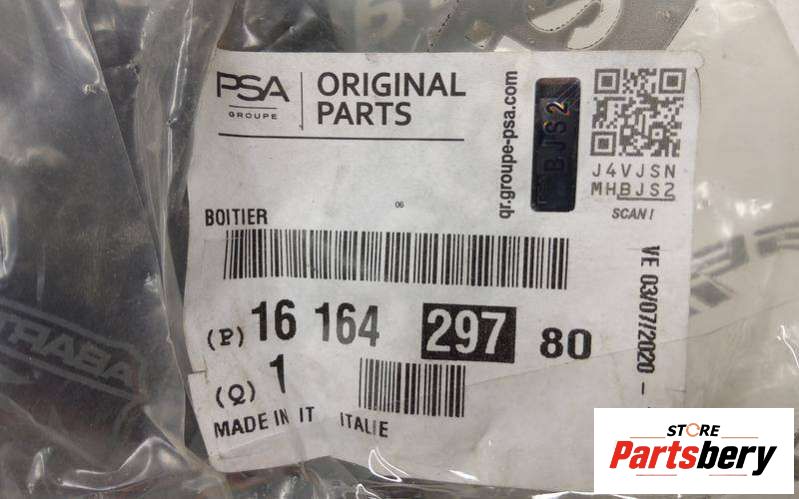 PSA
GROUPE
ORIGINAL
PARTS
qr.groupe-psa.com
BJS2
J4VJSN
MHBJS2
SCAN!
06
BOITIER
(P) 16 164 297 80
(Q) 1
MADE IN IT ITALIE
VE 03/07/2020 -
ABART
STORE
Partsbery